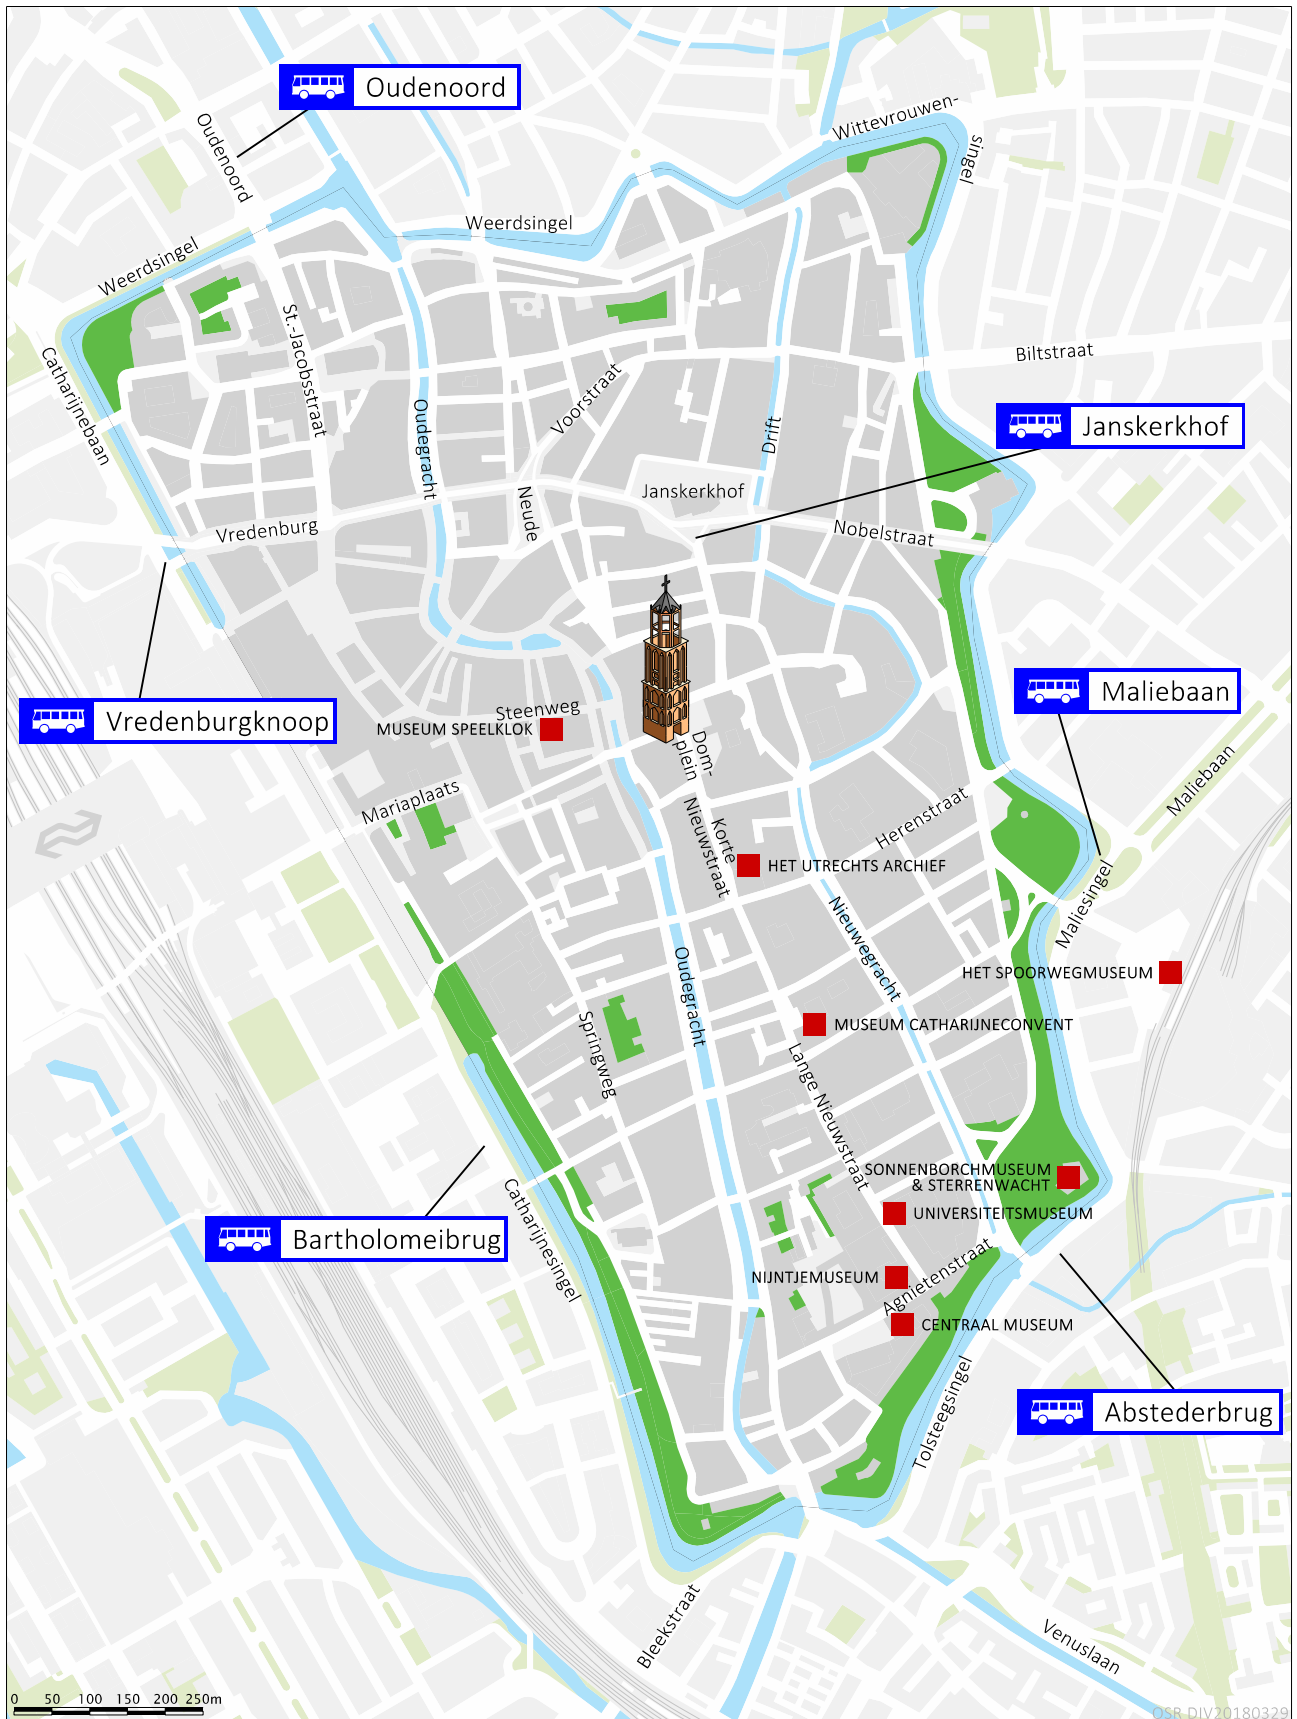 Oudenoord
Oudenoord
Wittevrouwen-
singel
Weerdsingel
Weerdsingel
St.-Jacobsstraat
Catharijnebaan
Biltstraat
Voorstraat
Oudegracht
Drift
Janskerkhof
Janskerkhof
Neude
Vredenburg
Nobelstraat
Maliebaan
Vredenburgknoop
Steenweg
MUSEUM SPEELKLOK
Dom-
plein
Maliebaan
Mariaplaats
Herenstraat
Korte
Nieuwstraat
HET UTRECHTS ARCHIEF
Maliesingel
Nieuwegracht
Oudegracht
HET SPOORWEGMUSEUM
MUSEUM CATHARIJNECONVENT
Springweg
Lange Nieuwstraat
SONNENBORCHMUSEUM
& STERRENWACHT
UNIVERSITEITSMUSEUM
Bartholomeibrug
Catharijnesingel
Agnietenstraat
NIJNTJEMUSEUM
CENTRAAL MUSEUM
Abstederbrug
Tolsteegsingel
Bleekstraat
Venuslaan
0 50 100 150 200 250m
OSR DIV20180329